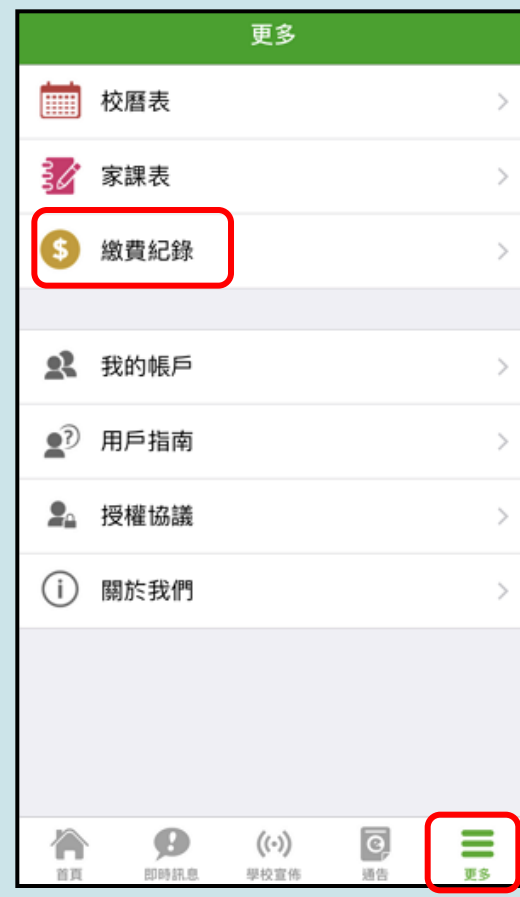 更多
校曆表
家課表
$ 繳費紀錄
我的帳戶
? 用戶指南
授權協議
i 關於我們
首頁 即時訊息 學校宣佈 通告 更多